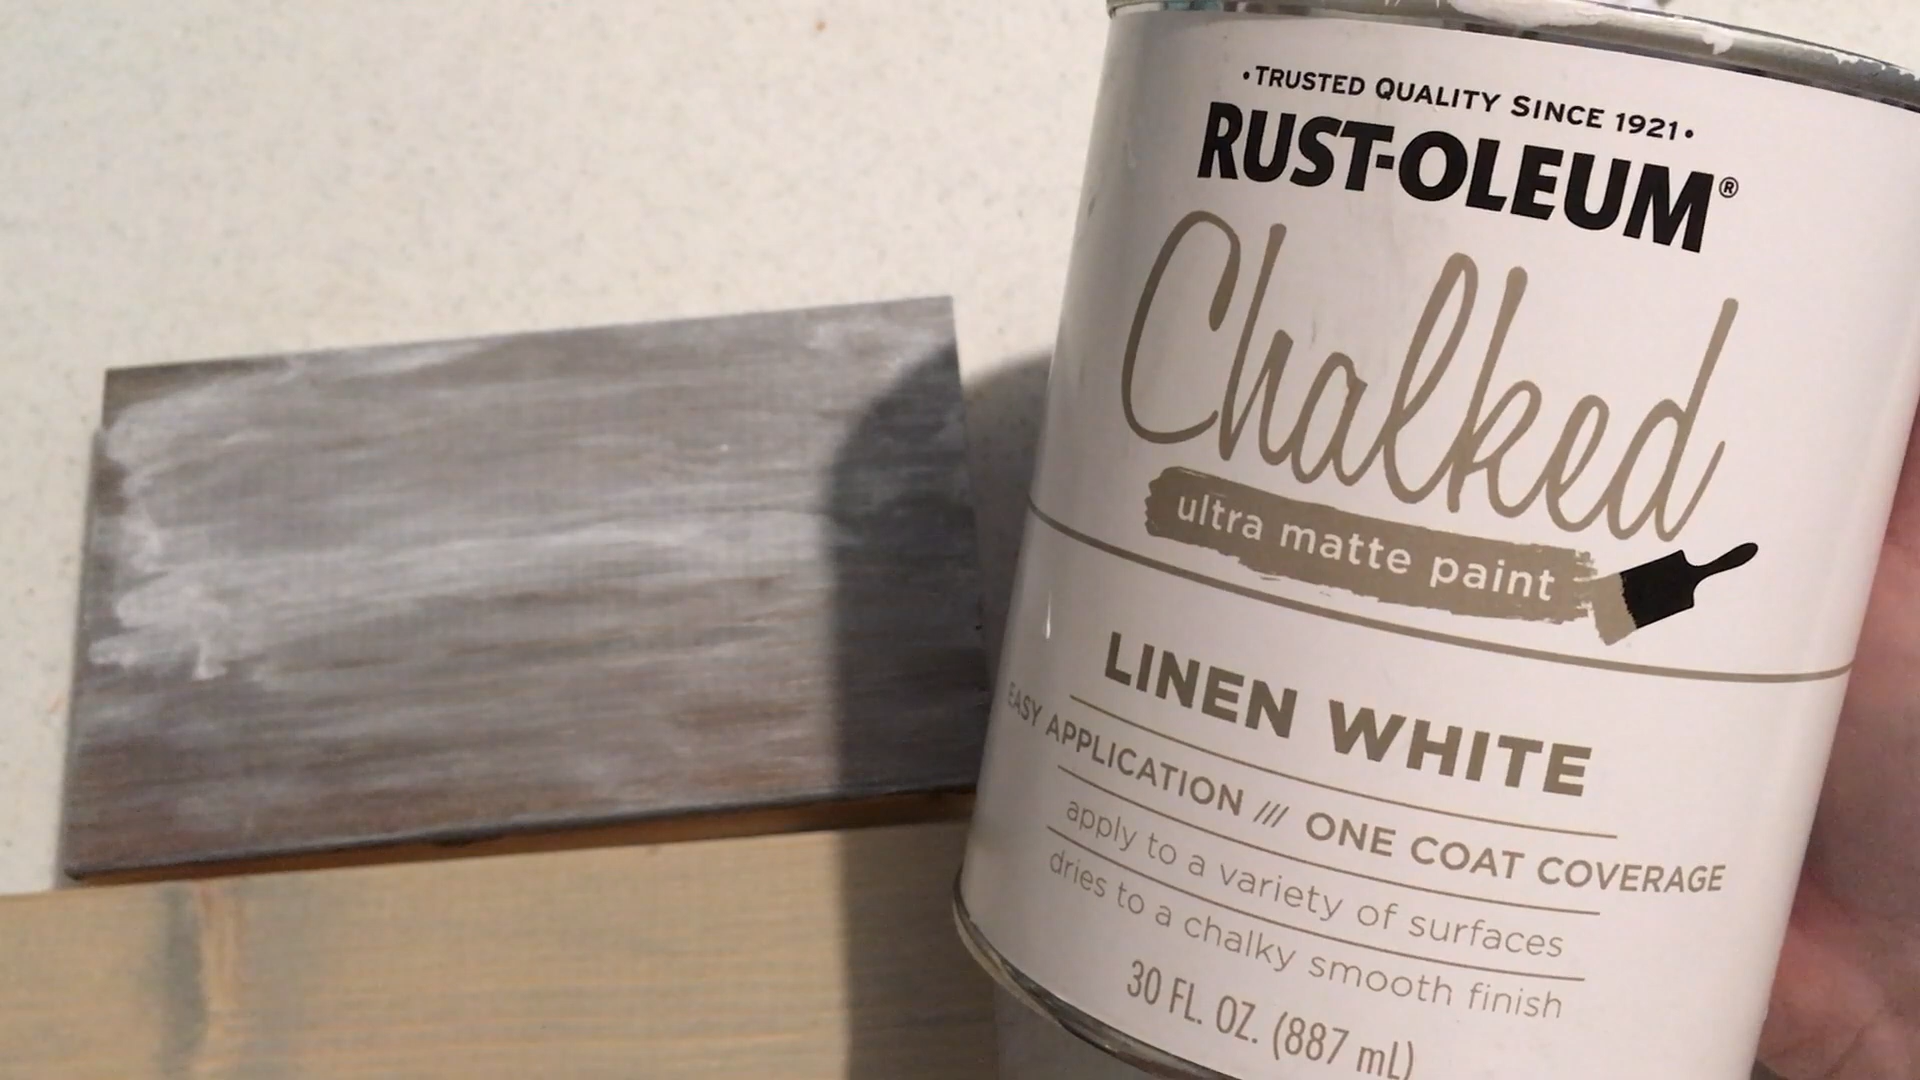 •TRUSTED QUALITY SINCE 1921•
RUST-OLEUM®
Chalked
ultra matte paint
LINEN WHITE
EASY APPLICATION /// ONE COAT COVERAGE
apply to a variety of surfaces
dries to a chalky smooth finish
30 FL. OZ. (887 mL)